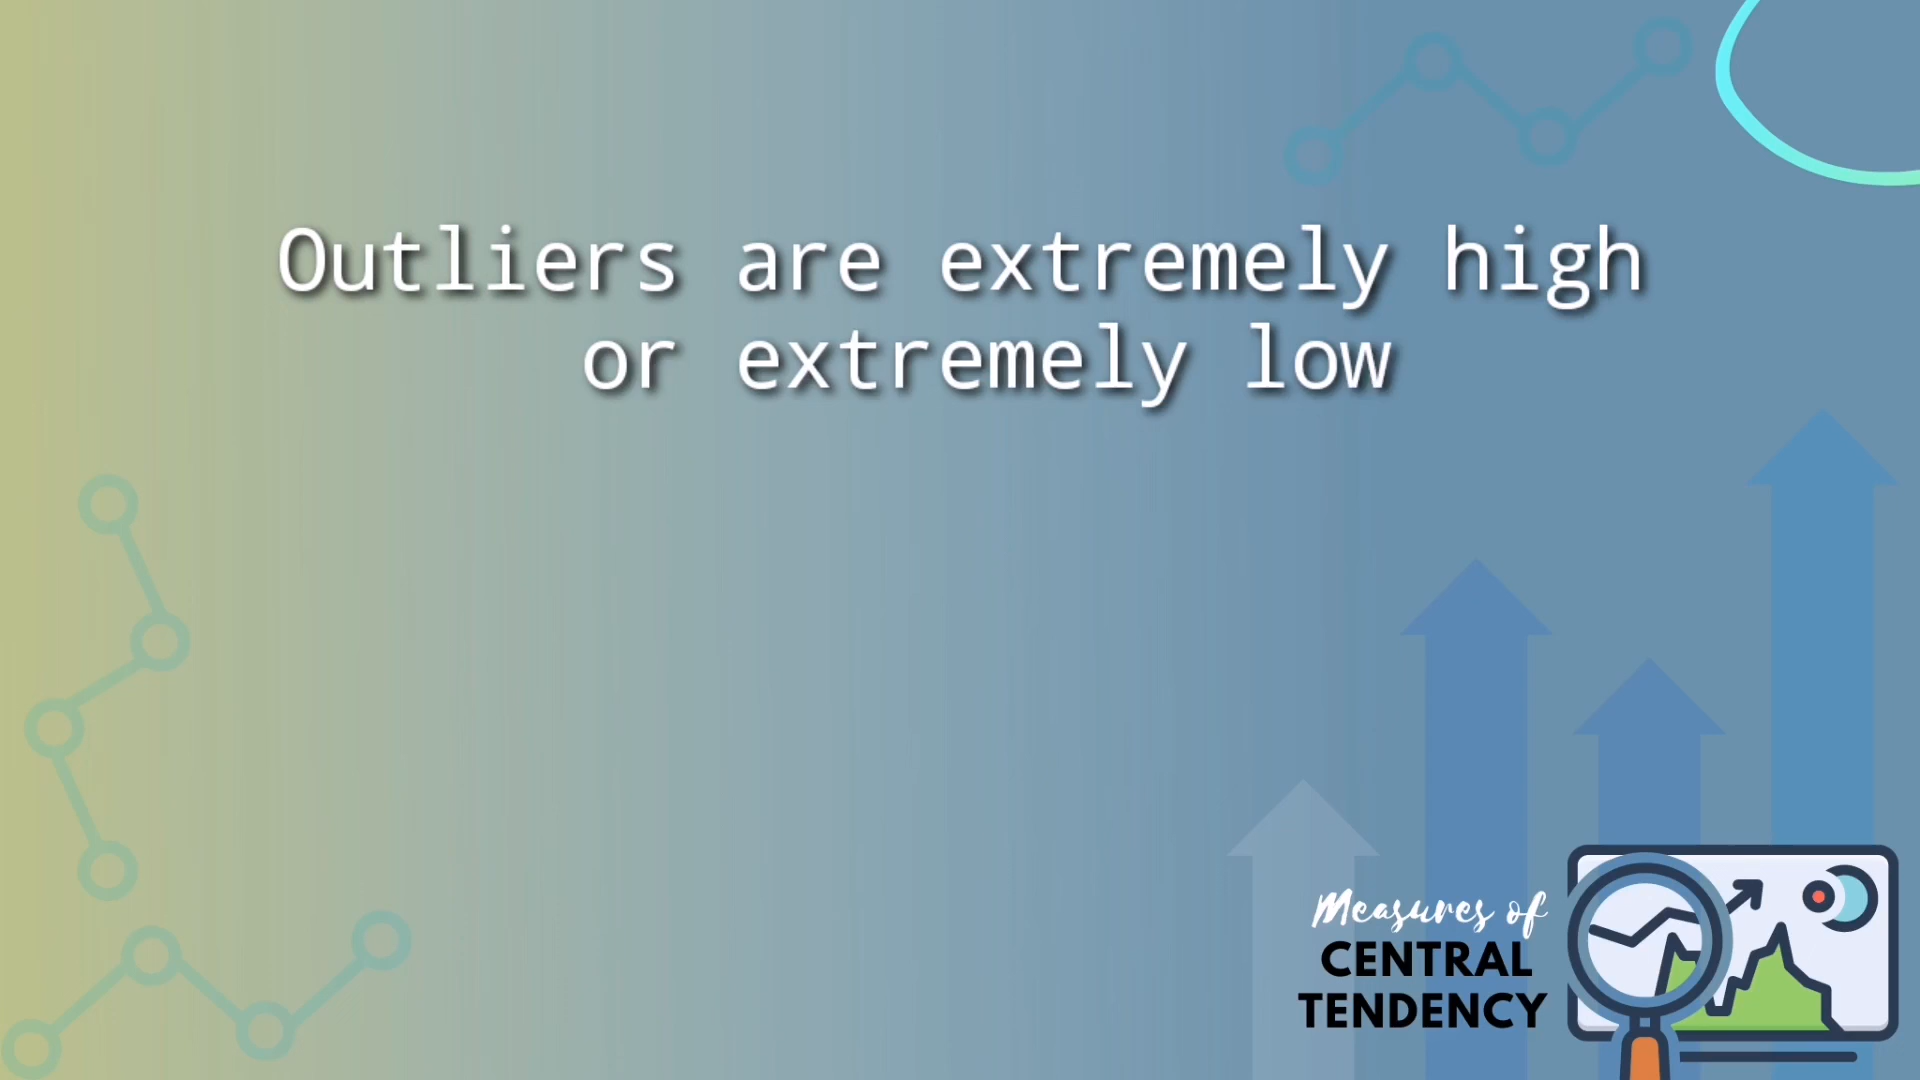 Outliers are extremely high
or extremely low
Measures of
CENTRAL
TENDENCY